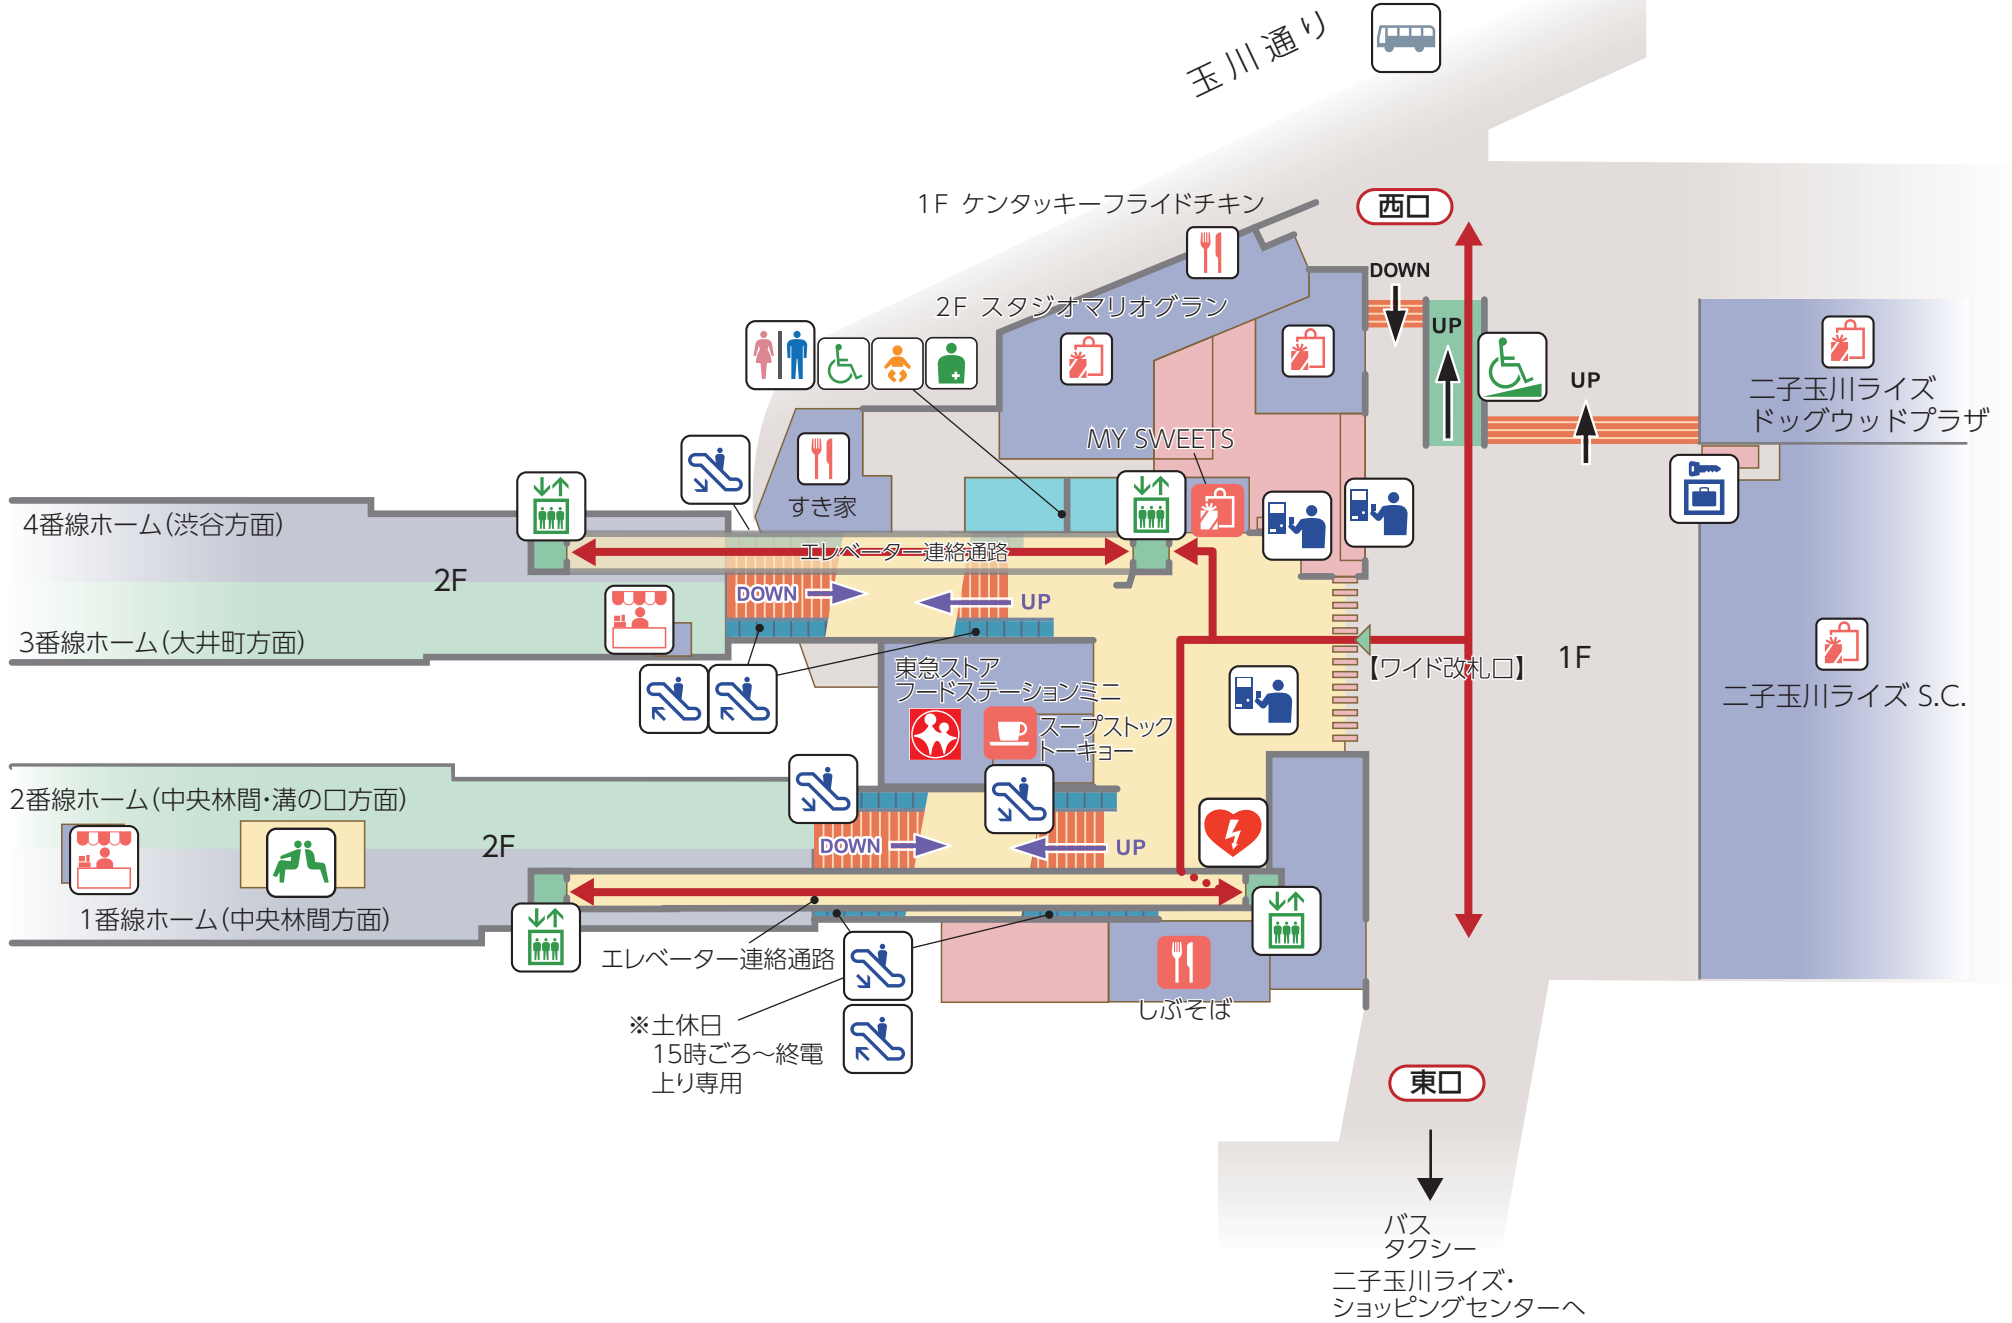 玉川通り
1F ケンタッキーフライドチキン
西口
DOWN
2F スタジオマリオグラン
UP
UP
二子玉川ライズ
ドッグウッドプラザ
MY SWEETS
すき家
4番線ホーム(渋谷方面)
エレベーター連絡通路
2F
DOWN
UP
3番線ホーム(大井町方面)
【ワイド改札口】
1F
東急ストア
フードステーションミニ
二子玉川ライズ S.C.
スープストック
トーキョー
2番線ホーム(中央林間・溝の口方面)
2F
DOWN
UP
1番線ホーム(中央林間方面)
エレベーター連絡通路
しぶそば
※土休日
15時ごろ～終電
上り専用
東口
バス
タクシー
二子玉川ライズ・
ショッピングセンターへ